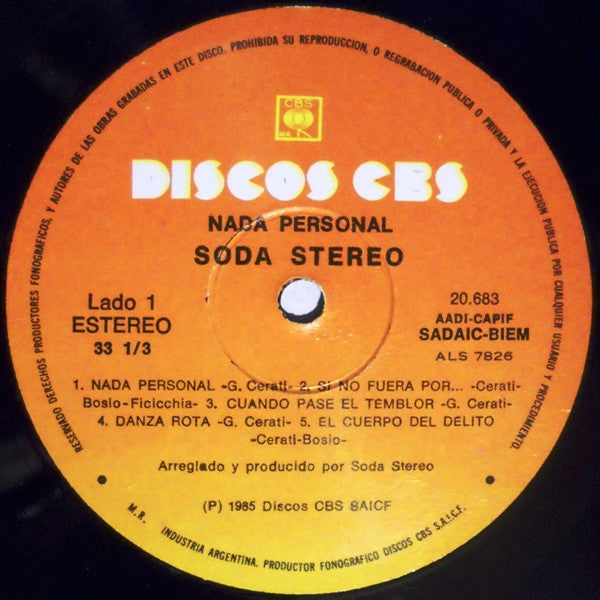 RESERVADO DERECHOS PRODUCTORES FONOGRAFICOS, Y AUTORES DE LAS OBRAS GRABADAS EN ESTE DISCO. PROHIBIDA SU REPRODUCCION, O REGRABACION PUBLICA O PRIVADA Y LA EJECUCION PUBLICA POR CUALQUIER USUARIO Y PROCEDIMIENTO.
CBS
M.R.
DISCOS CBS
NADA PERSONAL
SODA STEREO
Lado 1
ESTEREO
33 1/3
20.683
AADI-CAPIF
SADAIC-BIEM
ALS 7826
1. NADA PERSONAL -G. Cerati- 2. SI NO FUERA POR... -Cerati-
Bosio-Ficicchia- 3. CUANDO PASE EL TEMBLOR -G. Cerati-
4. DANZA ROTA -G. Cerati- 5. EL CUERPO DEL DELITO
-Cerati-Bosio-
Arreglado y producido por Soda Stereo
(P) 1985 Discos CBS SAICF
M.R. INDUSTRIA ARGENTINA. PRODUCTOR FONOGRAFICO DISCOS CBS S.A.I.C.F.